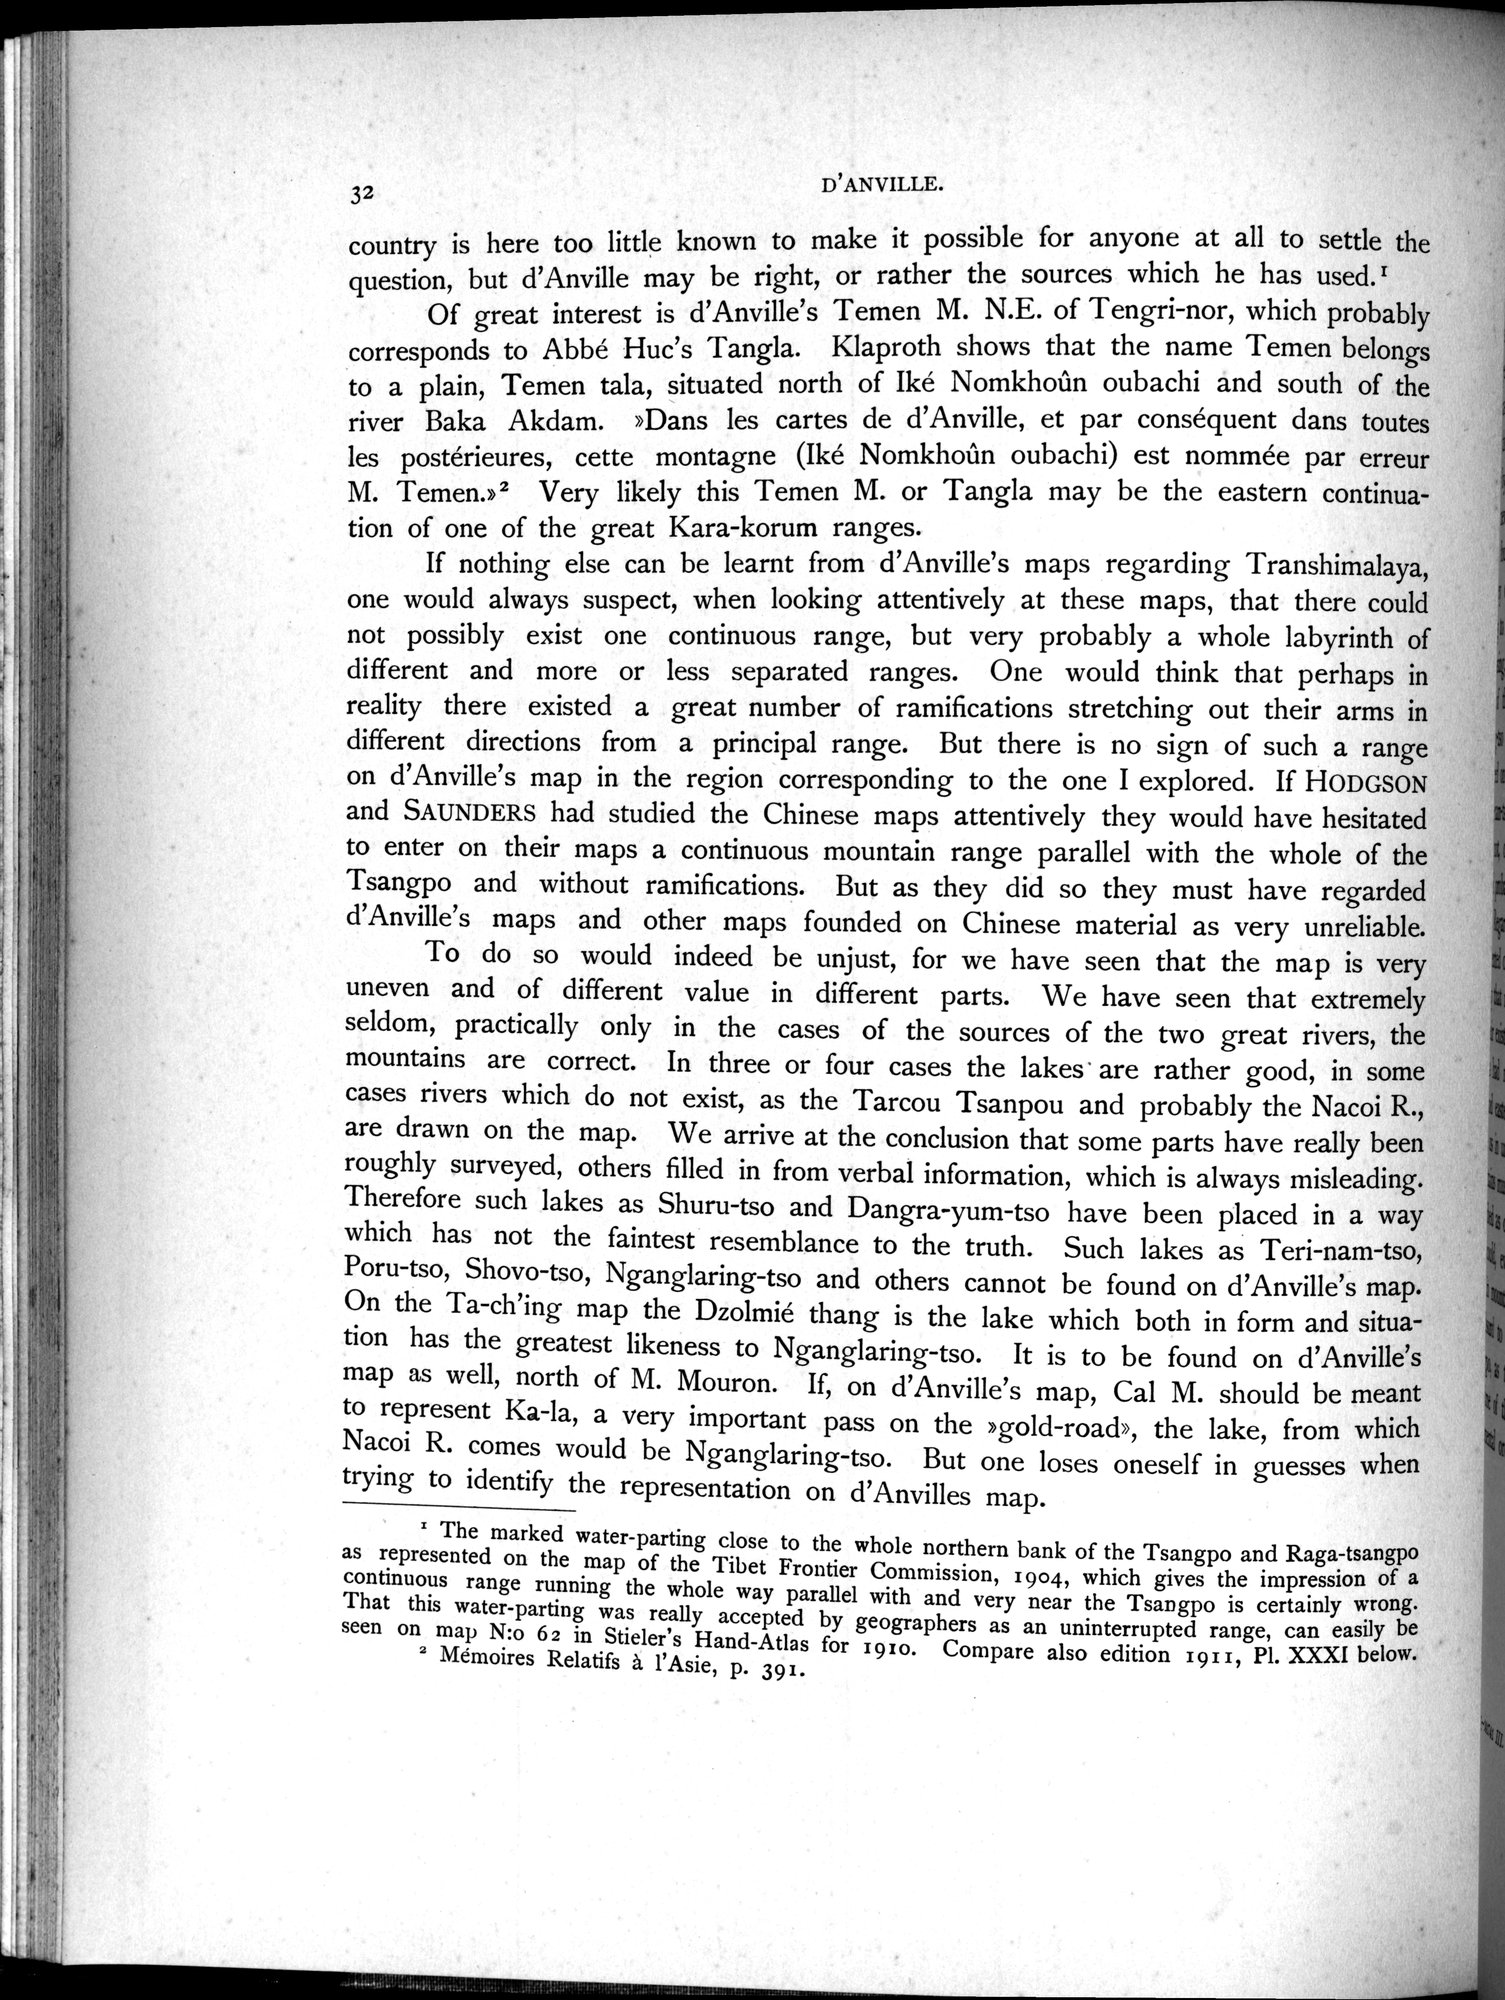 32
D'ANVILLE.
country is here too little known to make it possible for anyone at all to settle the
question, but d'Anville may be right, or rather the sources which he has used.¹
Of great interest is d'Anville's Temen M. N.E. of Tengri-nor, which probably
corresponds to Abbé Huc's Tangla. Klaproth shows that the name Temen belongs
to a plain, Temen tala, situated north of Iké Nomkhoûn oubachi and south of the
river Baka Akdam. »Dans les cartes de d'Anville, et par conséquent dans toutes
les postérieures, cette montagne (Iké Nomkhoûn oubachi) est nommée par erreur
M. Temen.»² Very likely this Temen M. or Tangla may be the eastern continua-
tion of one of the great Kara-korum ranges.
If nothing else can be learnt from d'Anville's maps regarding Transhimalaya,
one would always suspect, when looking attentively at these maps, that there could
not possibly exist one continuous range, but very probably a whole labyrinth of
different and more or less separated ranges. One would think that perhaps in
reality there existed a great number of ramifications stretching out their arms in
different directions from a principal range. But there is no sign of such a range
on d'Anville's map in the region corresponding to the one I explored. If HODGSON
and SAUNDERS had studied the Chinese maps attentively they would have hesitated
to enter on their maps a continuous mountain range parallel with the whole of the
Tsangpo and without ramifications. But as they did so they must have regarded
d'Anville's maps and other maps founded on Chinese material as very unreliable.
To do so would indeed be unjust, for we have seen that the map is very
uneven and of different value in different parts. We have seen that extremely
seldom, practically only in the cases of the sources of the two great rivers, the
mountains are correct. In three or four cases the lakes are rather good, in some
cases rivers which do not exist, as the Tarcou Tsanpou and probably the Nacoi R.,
are drawn on the map. We arrive at the conclusion that some parts have really been
roughly surveyed, others filled in from verbal information, which is always misleading.
Therefore such lakes as Shuru-tso and Dangra-yum-tso have been placed in a way
which has not the faintest resemblance to the truth. Such lakes as Teri-nam-tso,
Poru-tso, Shovo-tso, Nganglaring-tso and others cannot be found on d'Anville's map.
On the Ta-ch'ing map the Dzolmié thang is the lake which both in form and situa-
tion has the greatest likeness to Nganglaring-tso. It is to be found on d'Anville's
map as well, north of M. Mouron. If, on d'Anville's map, Cal M. should be meant
to represent Ka-la, a very important pass on the »gold-road», the lake, from which
Nacoi R. comes would be Nganglaring-tso. But one loses oneself in guesses when
trying to identify the representation on d'Anvilles map.
¹ The marked water-parting close to the whole northern bank of the Tsangpo and Raga-tsangpo
as represented on the map of the Tibet Frontier Commission, 1904, which gives the impression of a
continuous range running the whole way parallel with and very near the Tsangpo is certainly wrong.
That this water-parting was really accepted by geographers as an uninterrupted range, can easily be
seen on map N:o 62 in Stieler's Hand-Atlas for 1910. Compare also edition 1911, Pl. XXXI below.
² Mémoires Relatifs à l'Asie, p. 391.